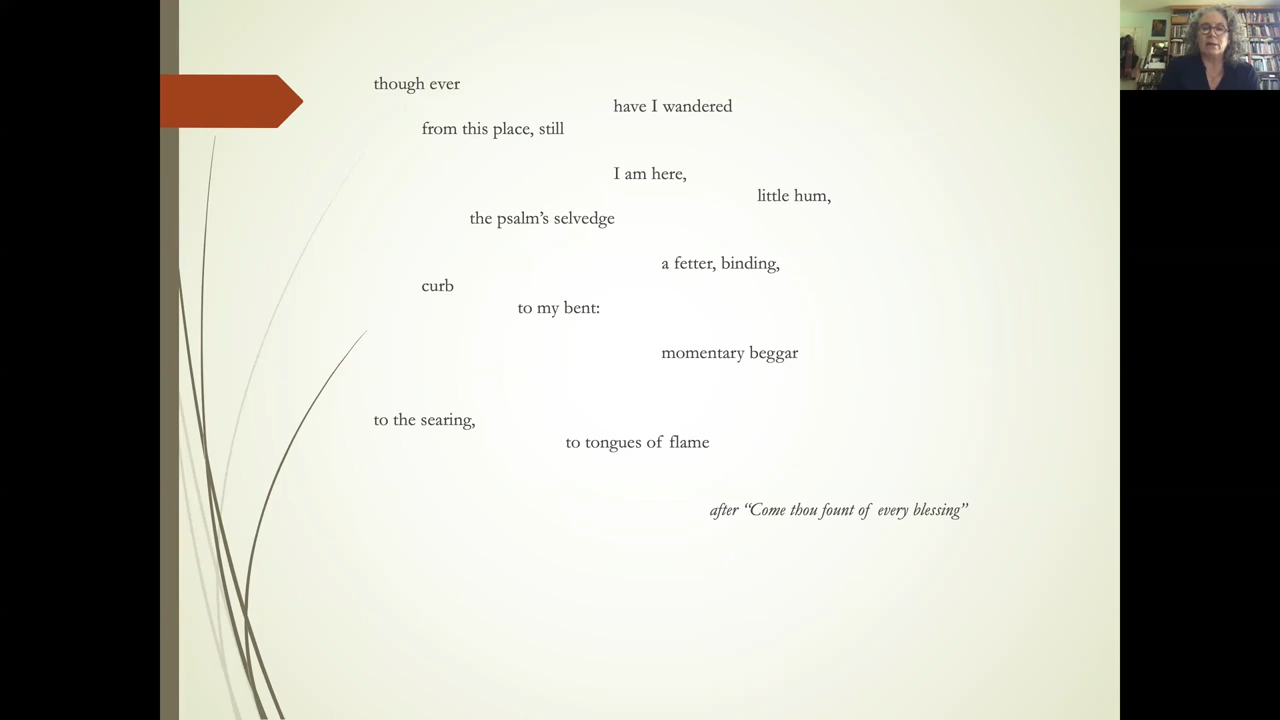 though ever
have I wandered
from this place, still
I am here,
little hum,
the psalm’s selvedge
a fetter, binding,
curb
to my bent:
momentary beggar
to the searing,
to tongues of flame
after “Come thou fount of every blessing”